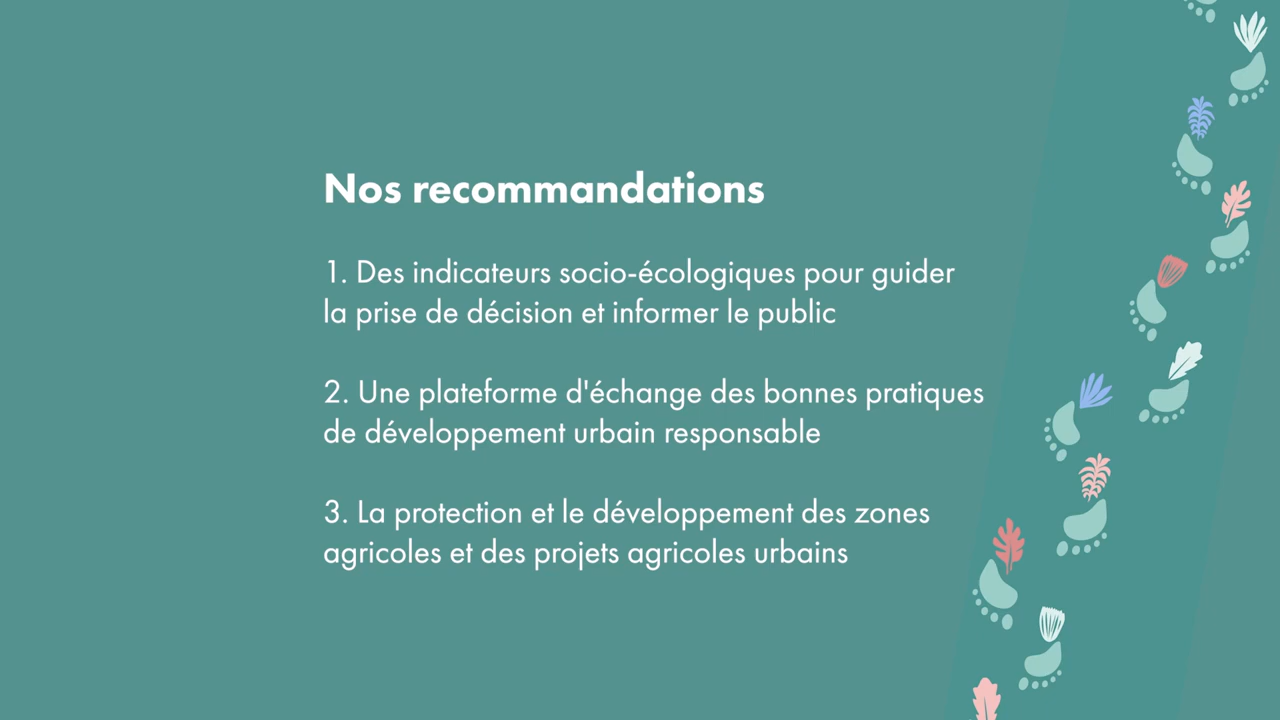 Nos recommandations
1. Des indicateurs socio-écologiques pour guider
la prise de décision et informer le public
2. Une plateforme d'échange des bonnes pratiques
de développement urbain responsable
3. La protection et le développement des zones
agricoles et des projets agricoles urbains